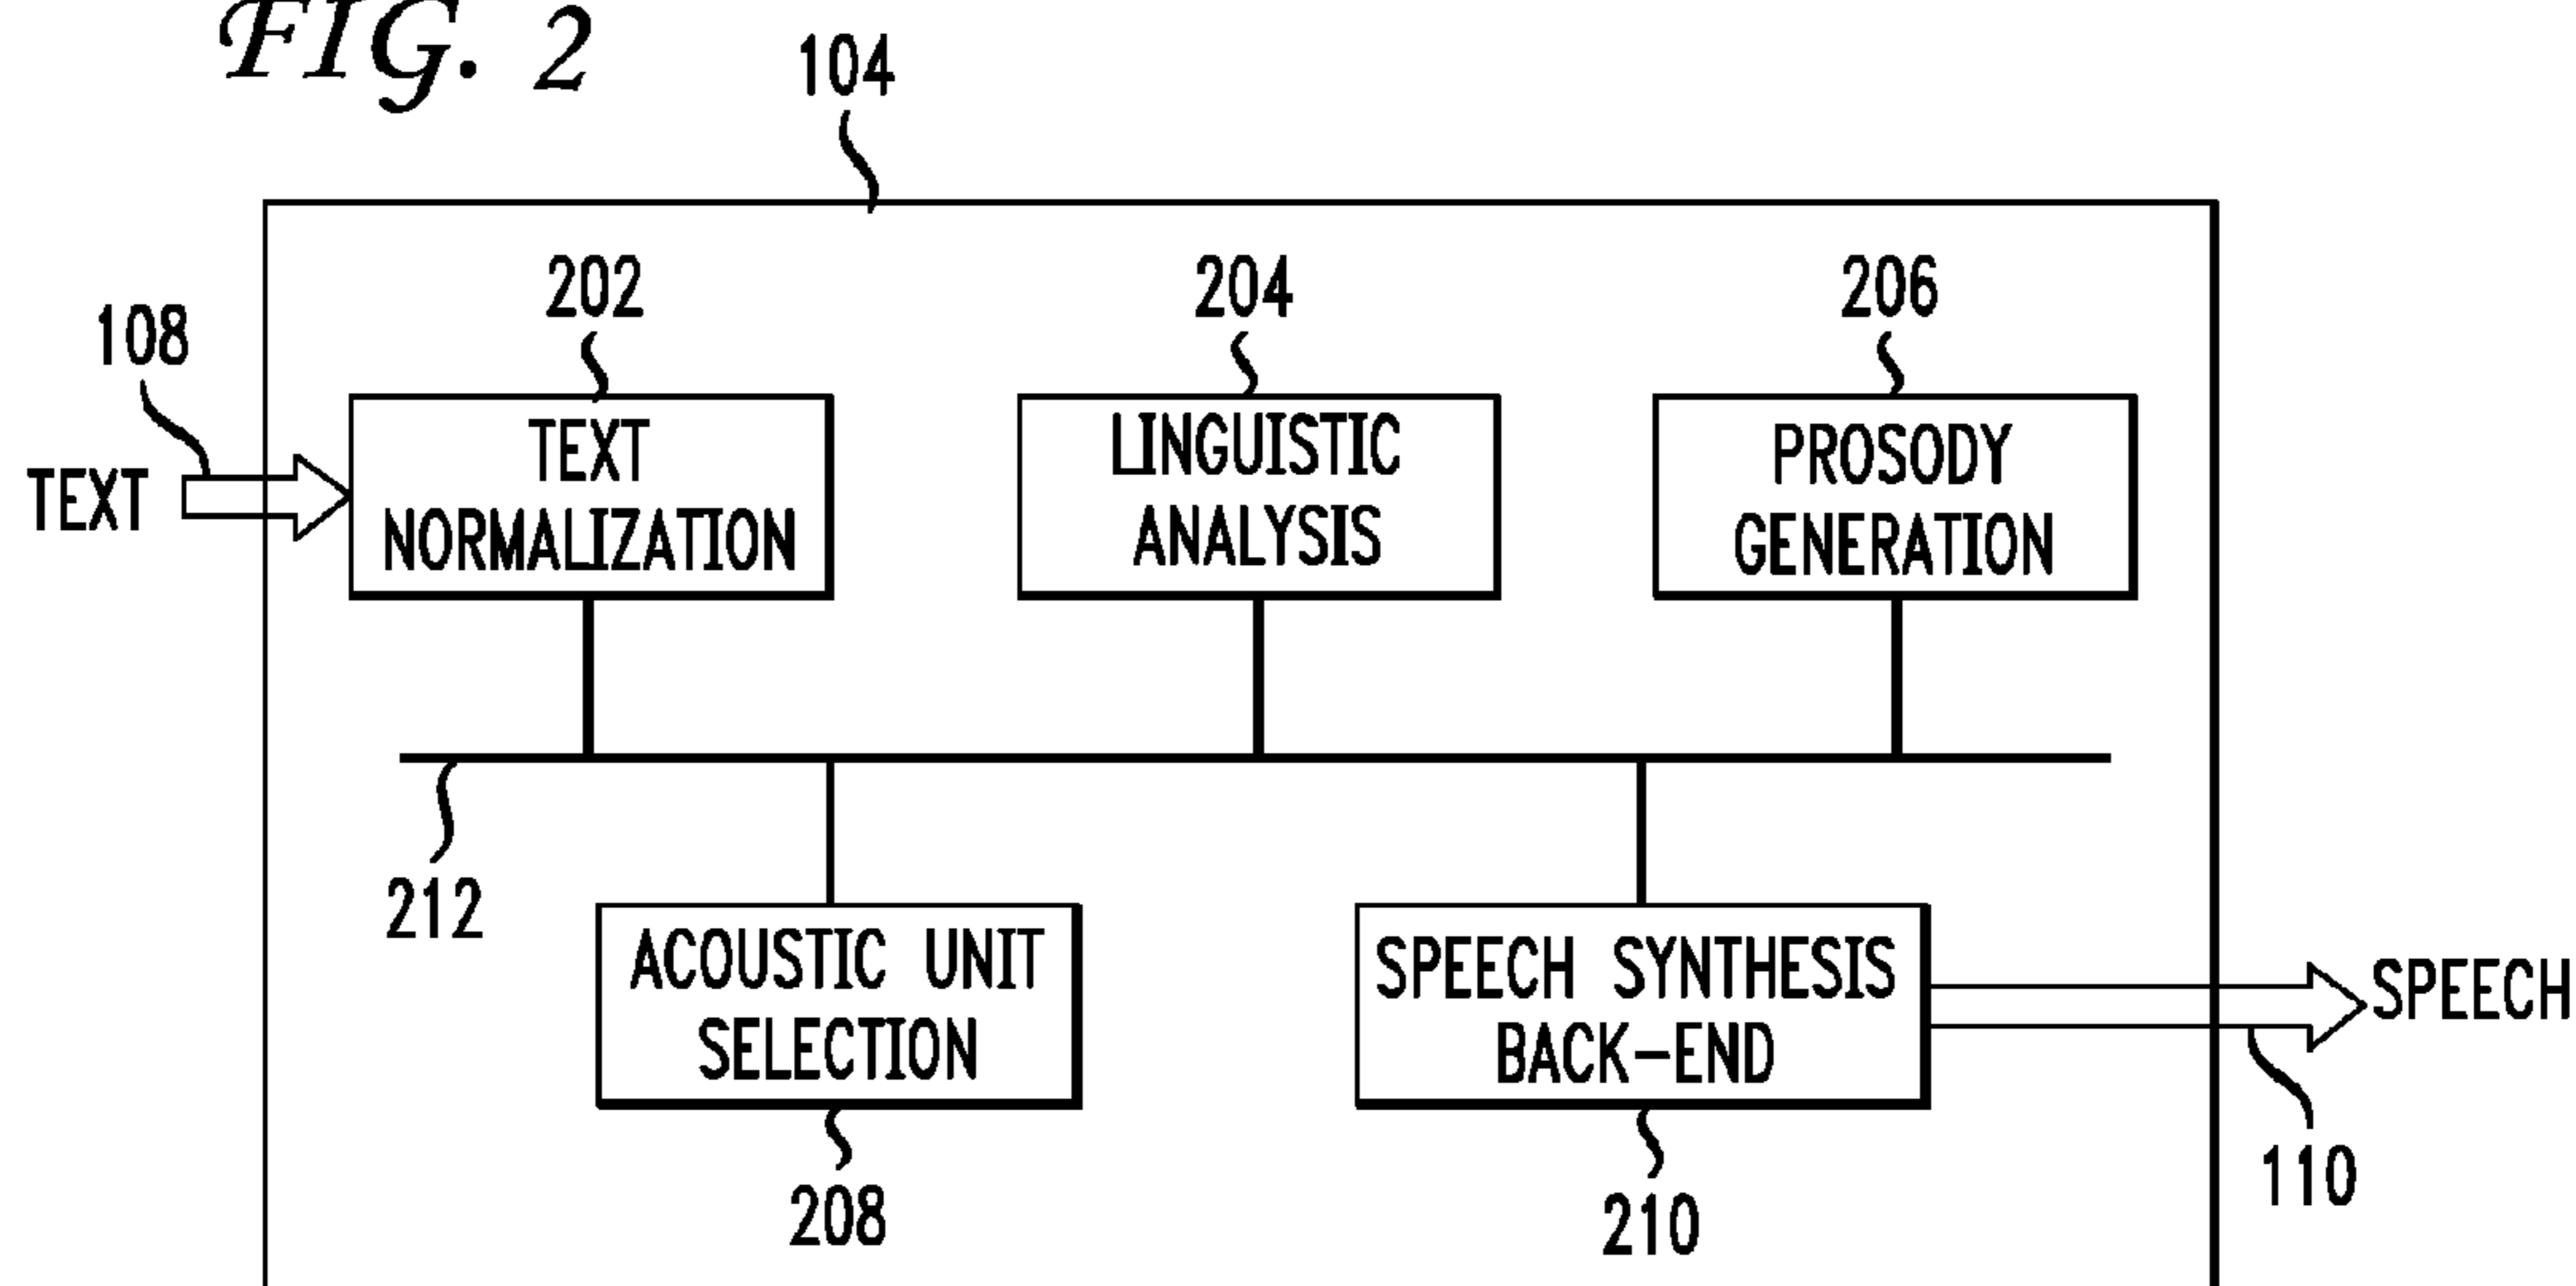 FIG. 2
104
202
204
206
108
TEXT
TEXT
NORMALIZATION
LINGUISTIC
ANALYSIS
PROSODY
GENERATION
212
ACOUSTIC UNIT
SELECTION
SPEECH SYNTHESIS
BACK-END
SPEECH
110
208
210